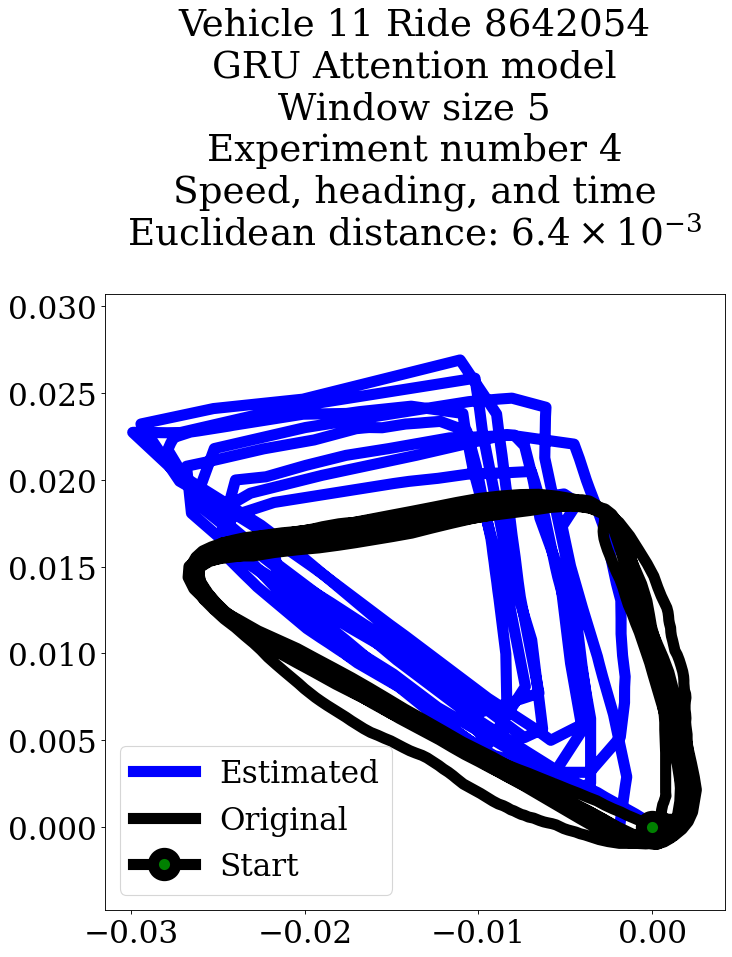 Vehicle 11 Ride 8642054
GRU Attention model
Window size 5
Experiment number 4
Speed, heading, and time
Euclidean distance: 6.4 × 10⁻³
0.030
0.025
0.020
0.015
0.010
0.005
0.000
Estimated
Original
Start
−0.03 −0.02 −0.01 0.00